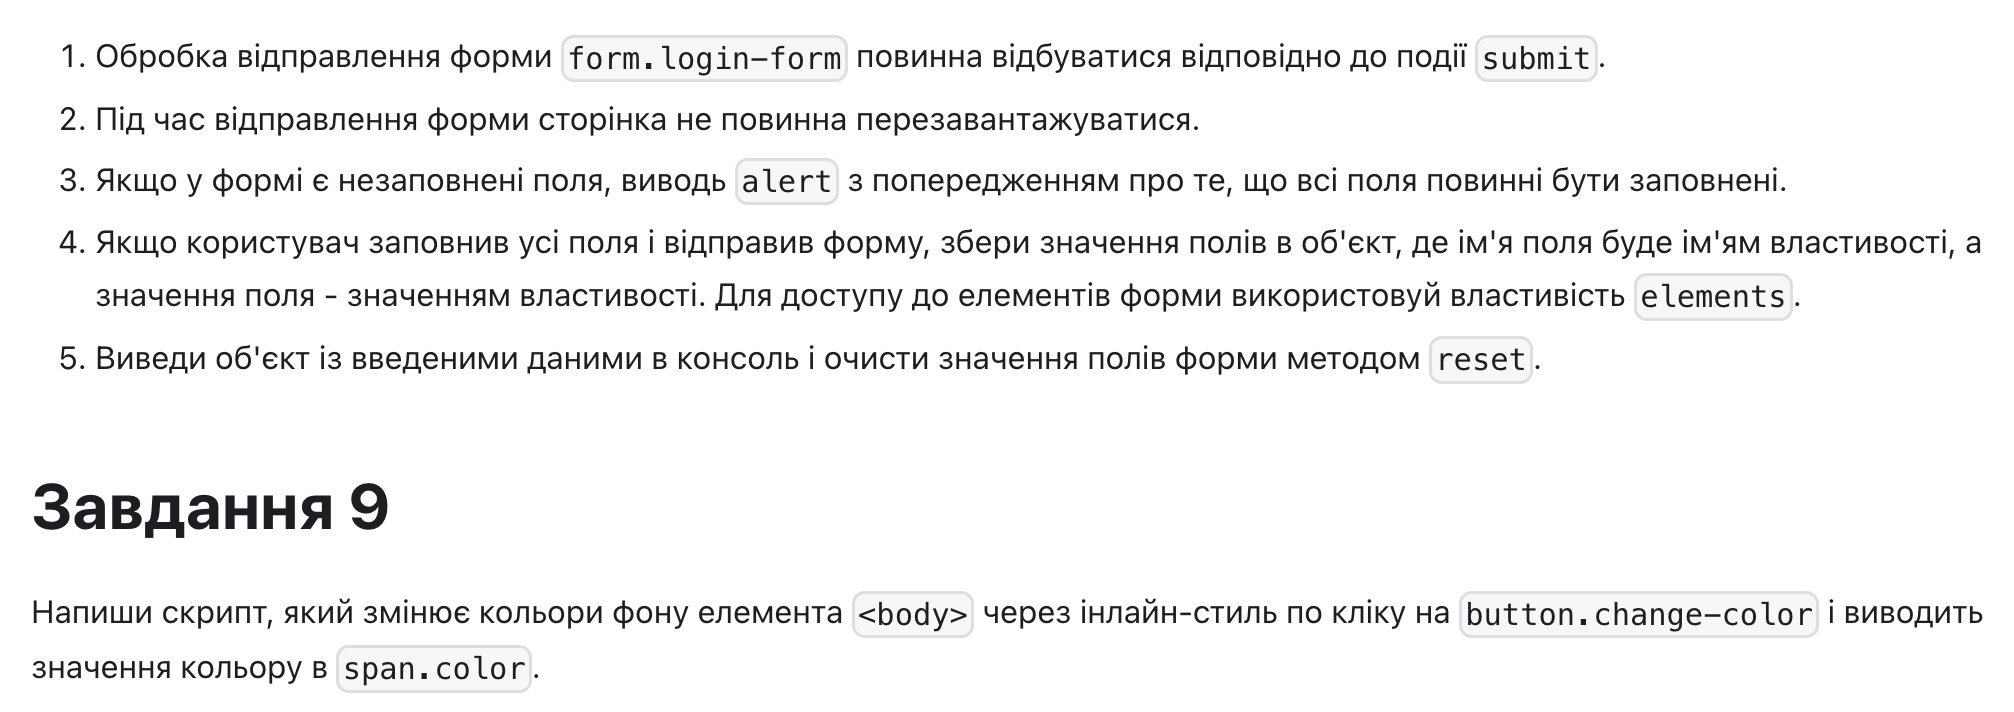 1. Обробка відправлення форми form.login-form повинна відбуватися відповідно до події submit.
2. Під час відправлення форми сторінка не повинна перезавантажуватися.
3. Якщо у формі є незаповнені поля, виводь alert з попередженням про те, що всі поля повинні бути заповнені.
4. Якщо користувач заповнив усі поля і відправив форму, збери значення полів в об'єкт, де ім'я поля буде ім'ям властивості, а
значення поля - значенням властивості. Для доступу до елементів форми використовуй властивість elements.
5. Виведи об'єкт із введеними даними в консоль і очисти значення полів форми методом reset.
Завдання 9
Напиши скрипт, який змінює кольори фону елемента <body> через інлайн-стиль по кліку на button.change-color і виводить
значення кольору в span.color.